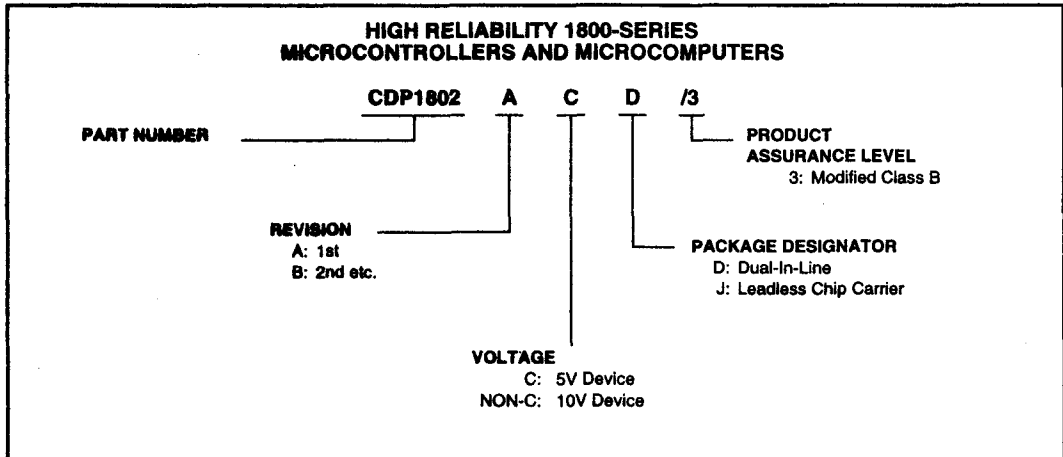 HIGH RELIABILITY 1800-SERIES
MICROCONTROLLERS AND MICROCOMPUTERS
CDP1802 A C D /3
PART NUMBER
PRODUCT
ASSURANCE LEVEL
3: Modified Class B
REVISION
A: 1st
B: 2nd etc.
PACKAGE DESIGNATOR
D: Dual-In-Line
J: Leadless Chip Carrier
VOLTAGE
C: 5V Device
NON-C: 10V Device